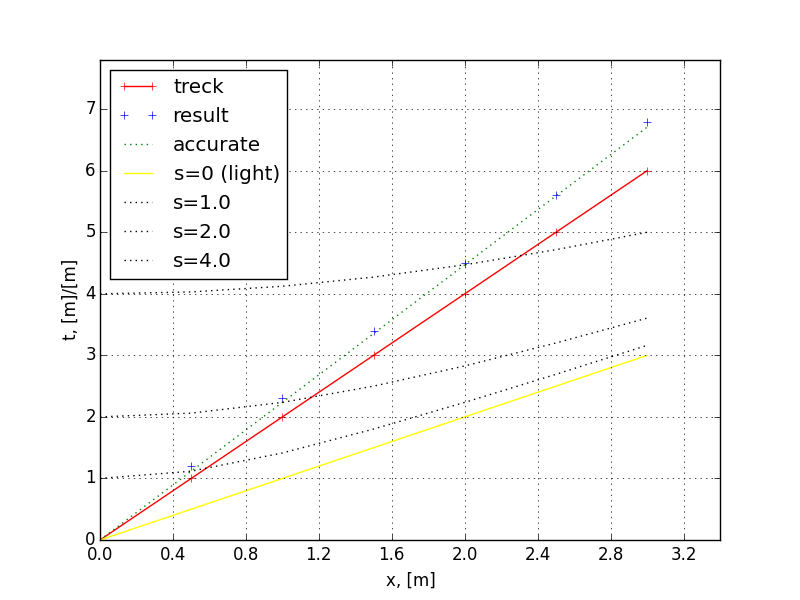 treck
result
accurate
s=0 (light)
s=1.0
s=2.0
s=4.0
7
6
5
4
3
2
1
0
t, [m]/[m]
0.0 0.4 0.8 1.2 1.6 2.0 2.4 2.8 3.2
x, [m]